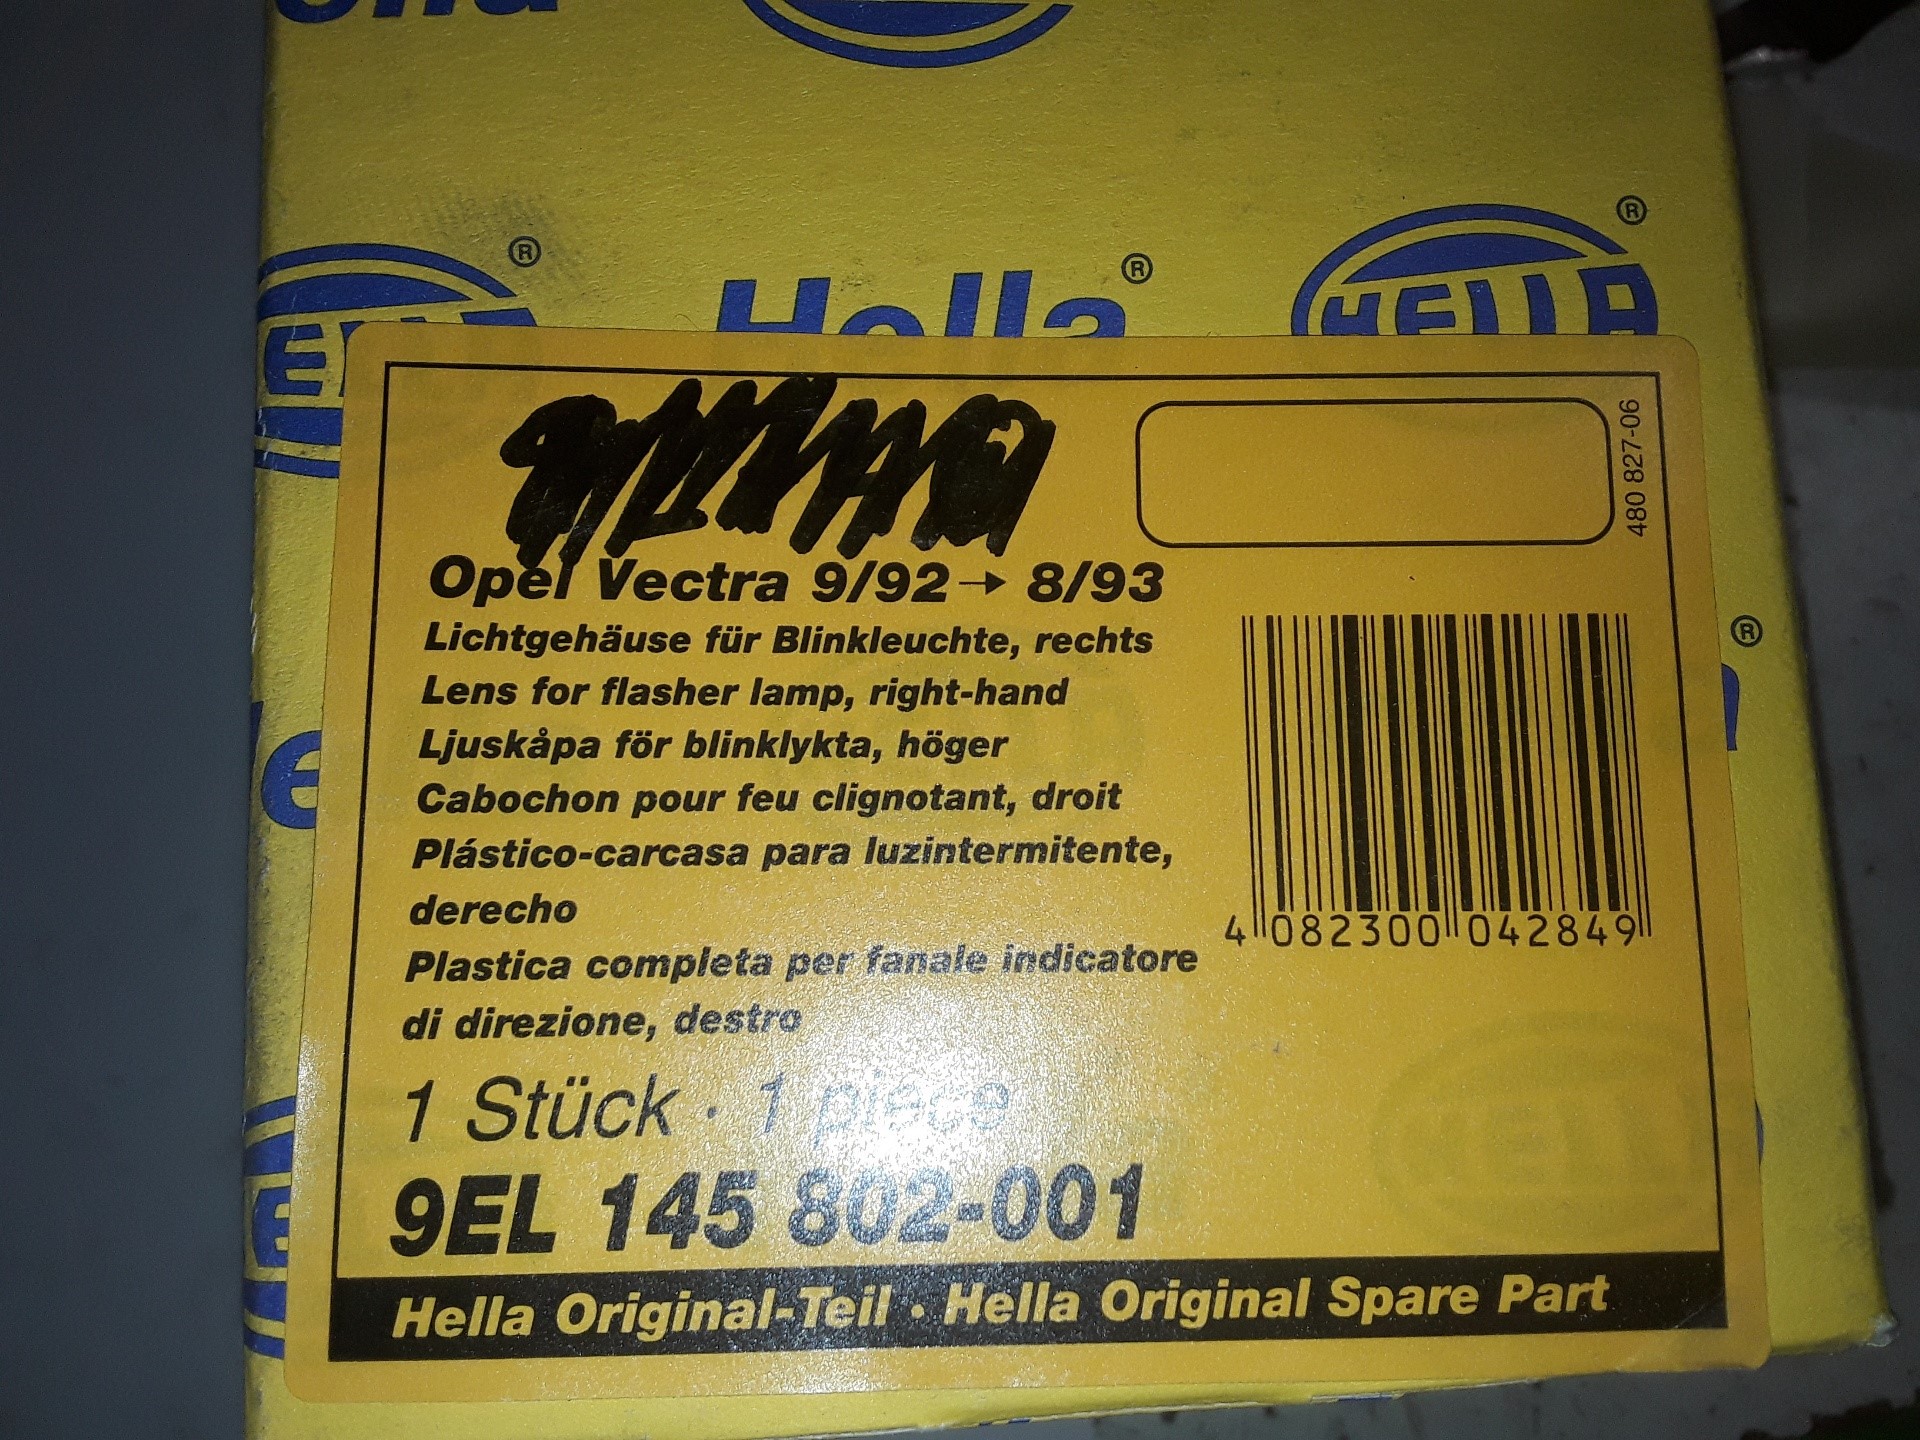 HELLA®
Hella®
HELLA®
480 827-06
Opel Vectra 9/92→ 8/93
Lichtgehäuse für Blinkleuchte, rechts
Lens for flasher lamp, right-hand
Ljuskåpa för blinklykta, höger
Cabochon pour feu clignotant, droit
Plástico-carcasa para luzintermitente,
derecho
Plastica completa per fanale indicatore
di direzione, destro
4 082300 042849
1 Stück · 1 piece
9EL 145 802-001
Hella Original-Teil · Hella Original Spare Part